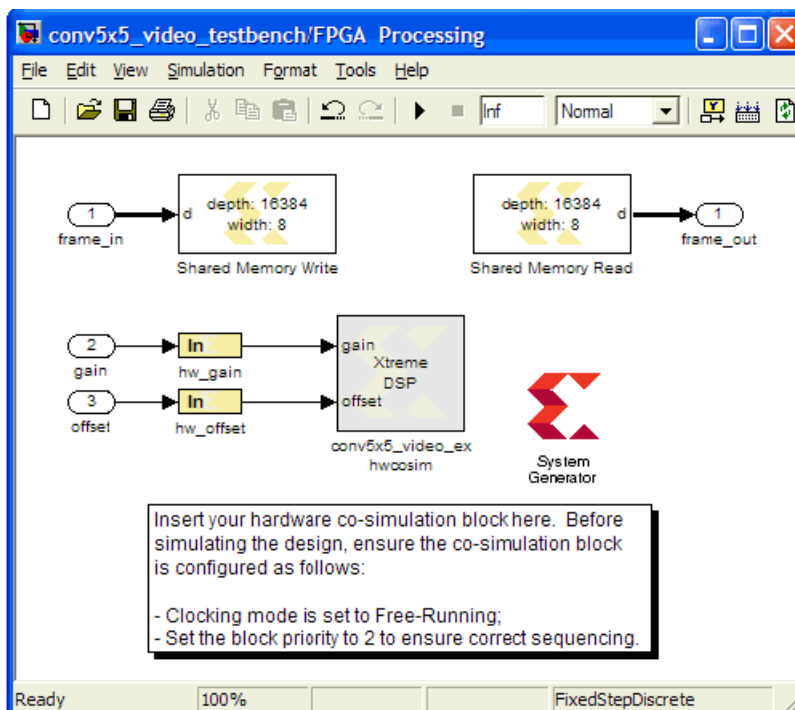 conv5x5_video_testbench/FPGA Processing
File Edit View Simulation Format Tools Help
Inf Normal
depth: 16384
width: 8
d
Shared Memory Write
1
frame_in
depth: 16384
width: 8
d
Shared Memory Read
1
frame_out
2
gain
In
hw_gain
3
offset
In
hw_offset
gain
Xtreme
DSP
offset
conv5x5_video_ex
hwcosim
System
Generator
Insert your hardware co-simulation block here. Before
simulating the design, ensure the co-simulation block
is configured as follows:
- Clocking mode is set to Free-Running;
- Set the block priority to 2 to ensure correct sequencing.
Ready 100% FixedStepDiscrete